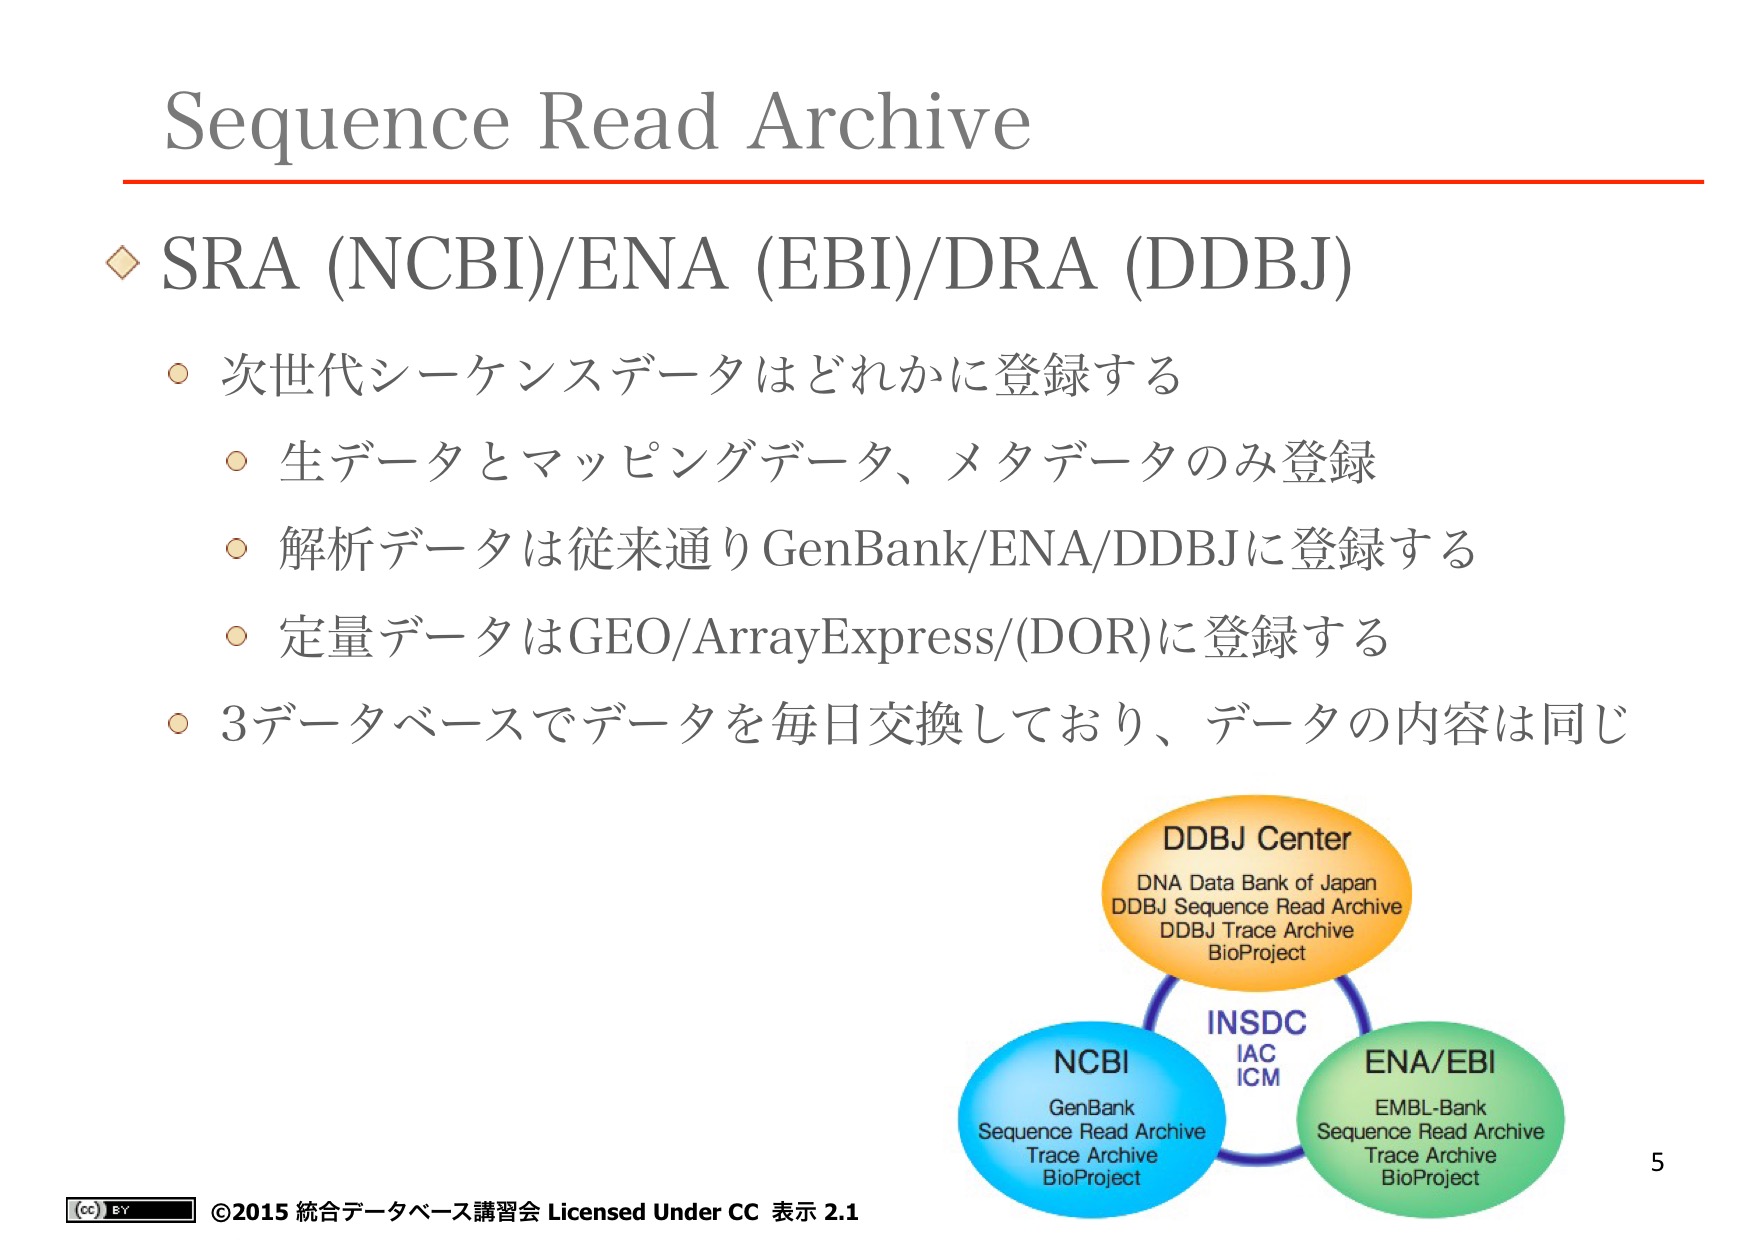 Sequence Read Archive
SRA (NCBI)/ENA (EBI)/DRA (DDBJ)
次世代シーケンスデータはどれかに登録する
生データとマッピングデータ、メタデータのみ登録
解析データは従来通りGenBank/ENA/DDBJに登録する
定量データはGEO/ArrayExpress/(DOR)に登録する
3データベースでデータを毎日交換しており、データの内容は同じ
DDBJ Center
DNA Data Bank of Japan
DDBJ Sequence Read Archive
DDBJ Trace Archive
BioProject
INSDC
IAC
ICM
NCBI
GenBank
Sequence Read Archive
Trace Archive
BioProject
ENA/EBI
EMBL-Bank
Sequence Read Archive
Trace Archive
BioProject
5
(cc) BY
©2015 統合データベース講習会 Licensed Under CC 表示 2.1